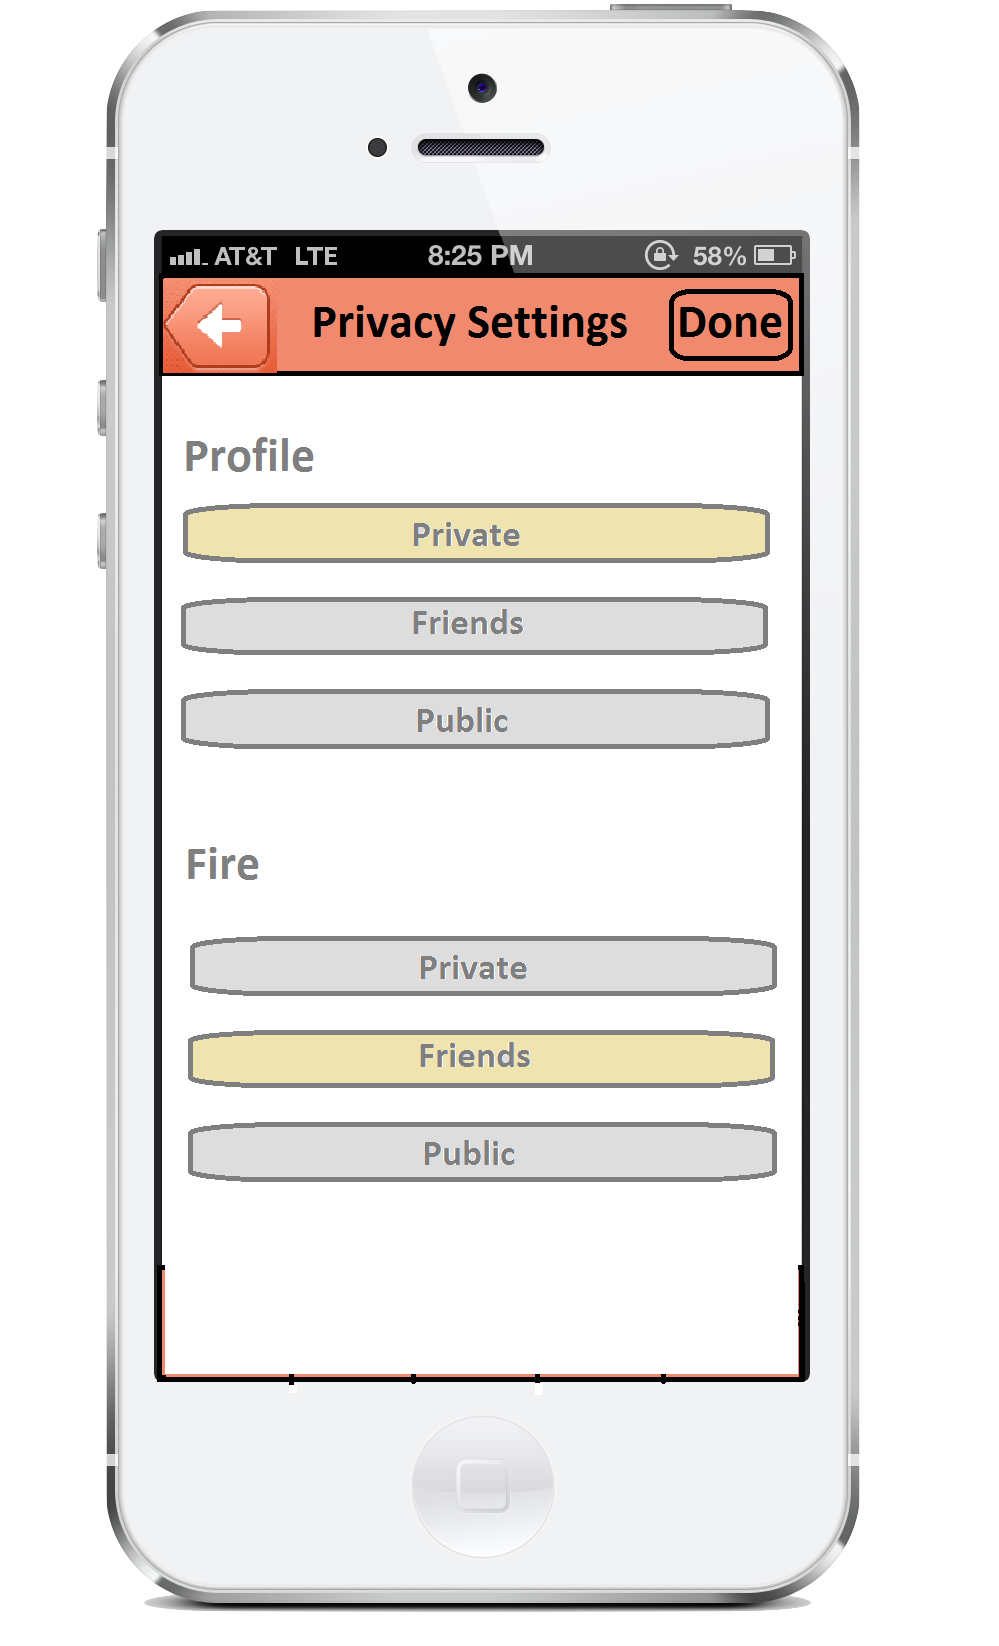 AT&T LTE 8:25 PM 58%
Privacy Settings Done
Profile
Private
Friends
Public
Fire
Private
Friends
Public